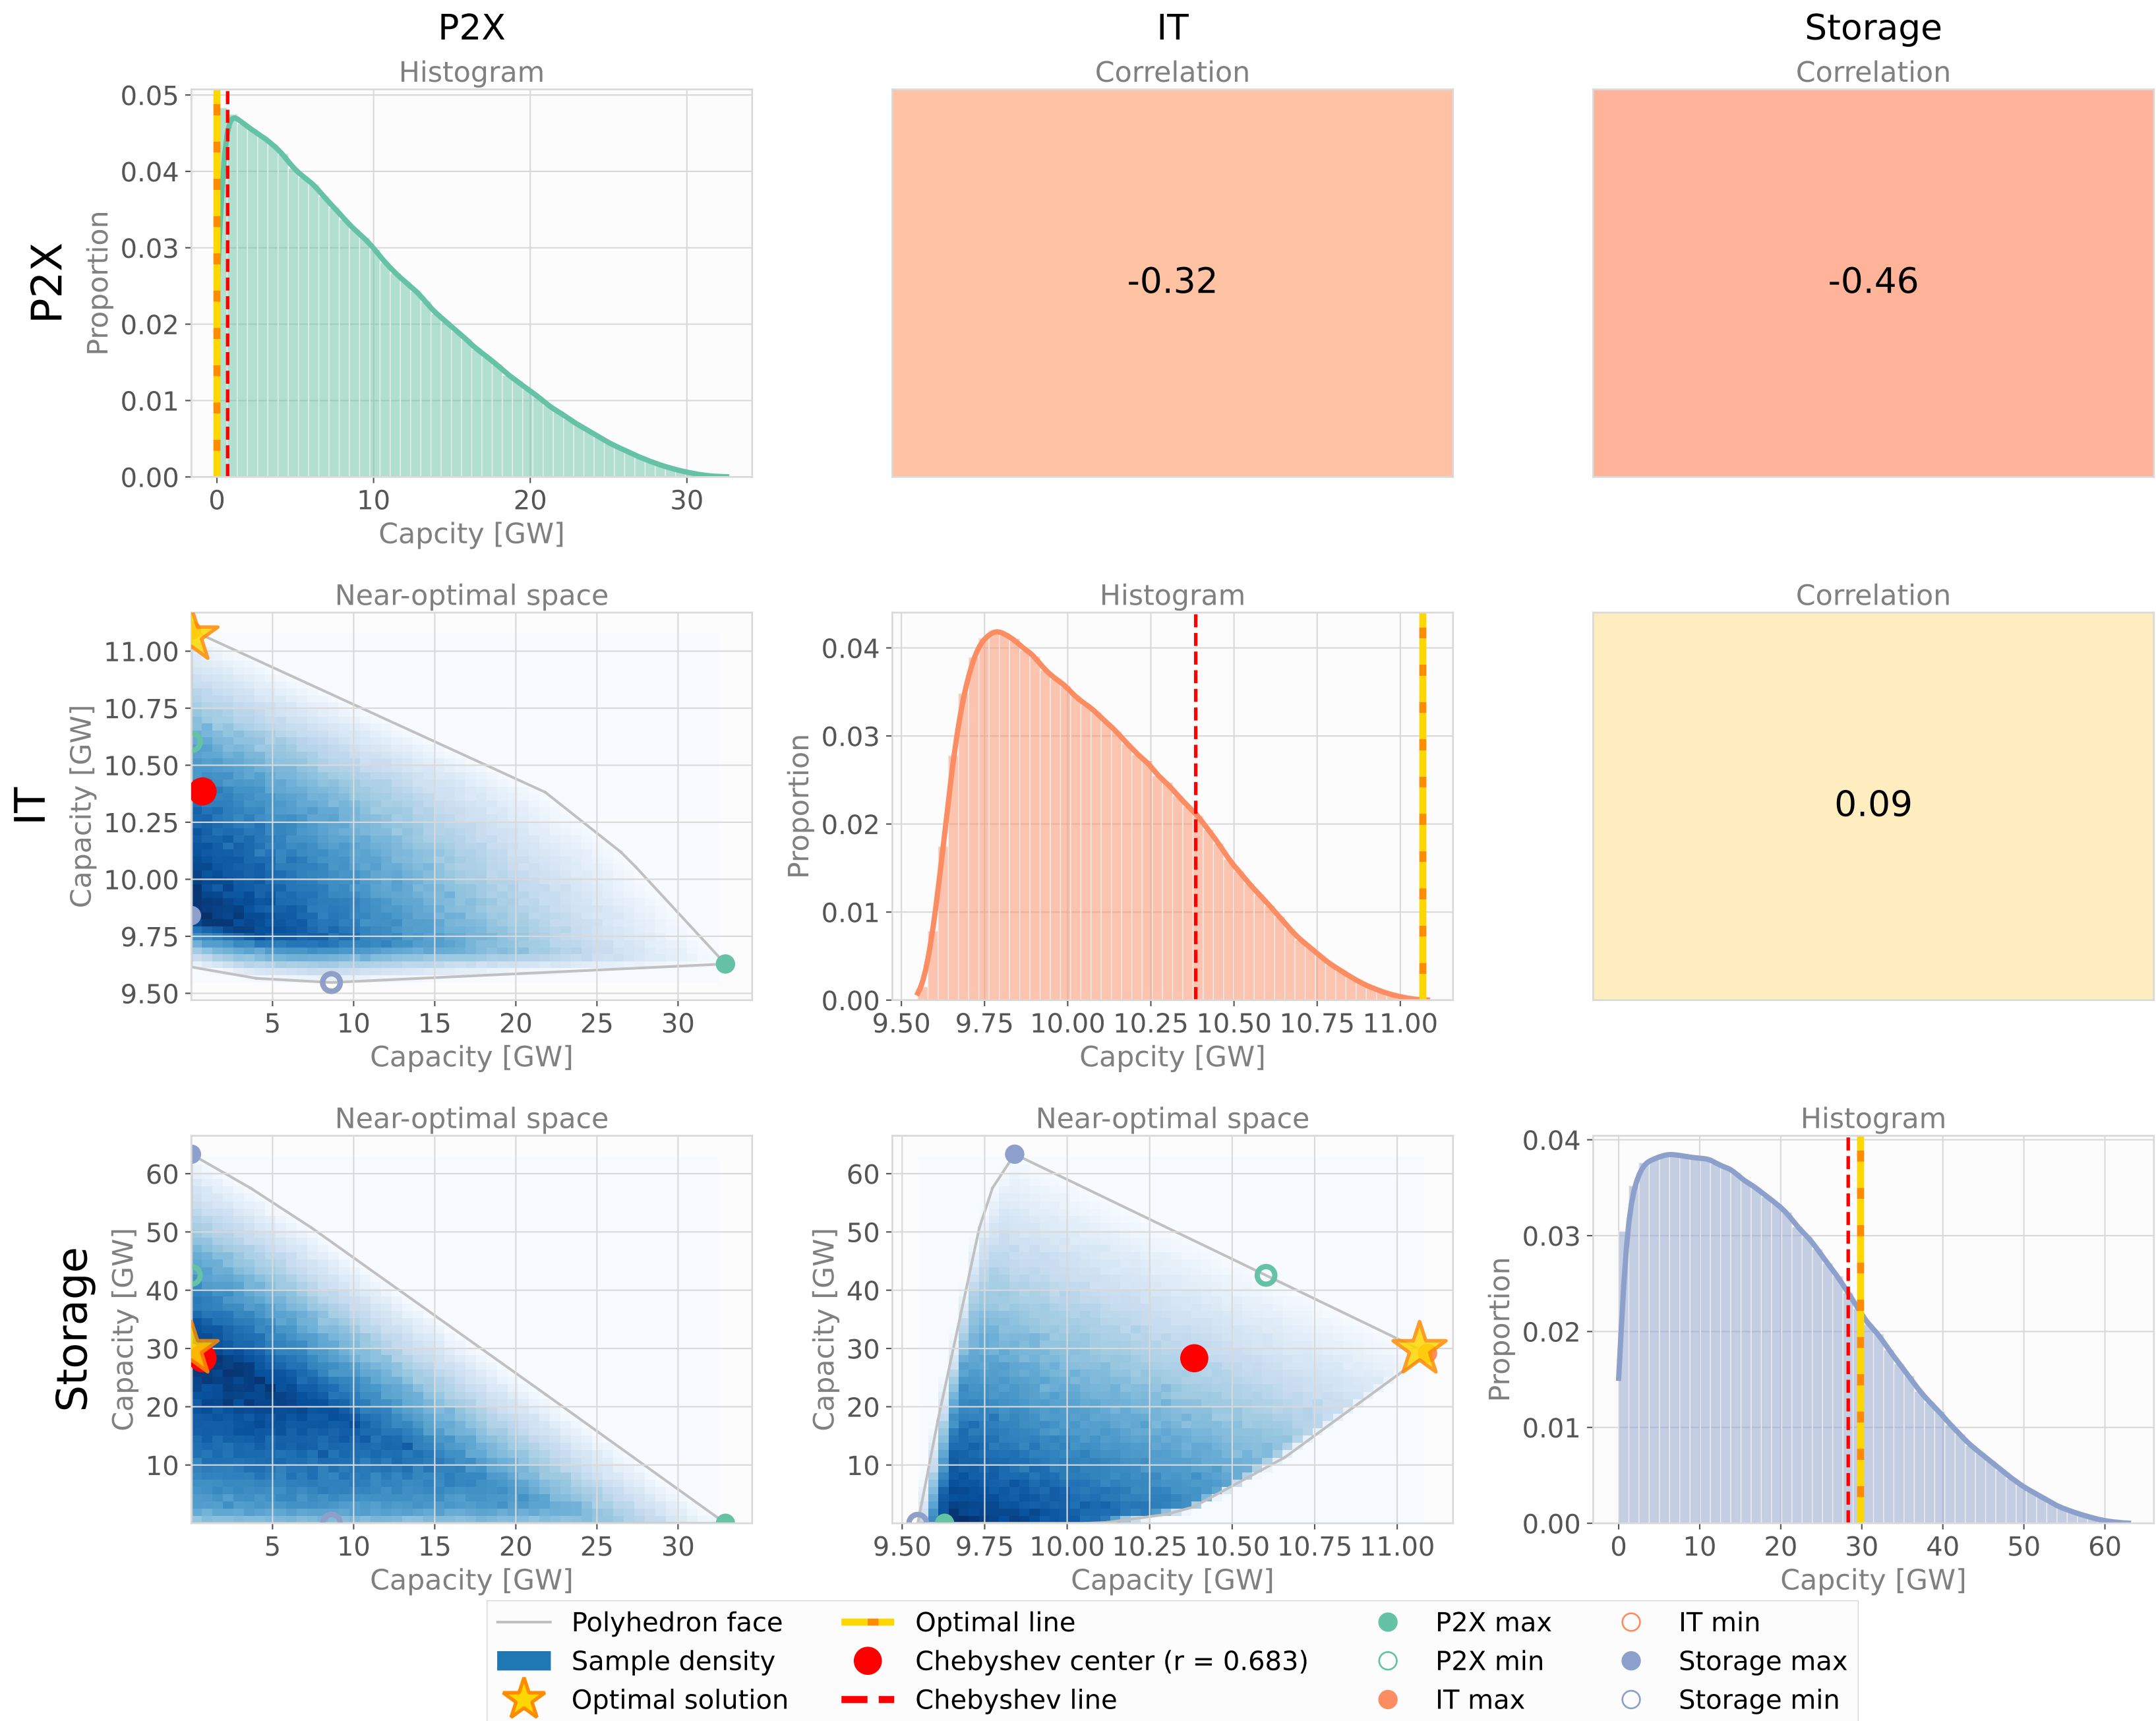 P2X
IT
Storage
Histogram
Correlation
Correlation
P2X
Proportion
0.05
0.04
0.03
0.02
0.01
0.00
0 10 20 30
Capcity [GW]
-0.32
-0.46
Near-optimal space
Histogram
Correlation
IT
Capacity [GW]
11.00
10.75
10.50
10.25
10.00
9.75
9.50
5 10 15 20 25 30
Capacity [GW]
Proportion
0.04
0.03
0.02
0.01
0.00
9.50 9.75 10.00 10.25 10.50 10.75 11.00
Capcity [GW]
0.09
Near-optimal space
Near-optimal space
Histogram
Storage
Capacity [GW]
60
50
40
30
20
10
5 10 15 20 25 30
Capacity [GW]
Capacity [GW]
60
50
40
30
20
10
9.50 9.75 10.00 10.25 10.50 10.75 11.00
Capacity [GW]
Proportion
0.04
0.03
0.02
0.01
0.00
0 10 20 30 40 50 60
Capcity [GW]
Polyhedron face
Sample density
Optimal solution
Optimal line
Chebyshev center (r = 0.683)
Chebyshev line
P2X max
P2X min
IT max
IT min
Storage max
Storage min